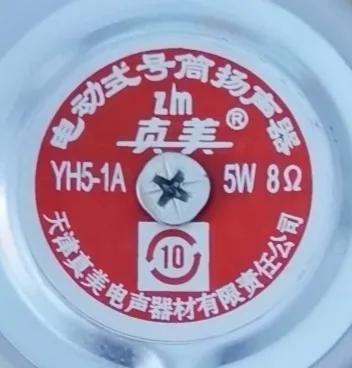 电动式号筒扬声器
zm
真美®
YH5-1A 5W 8Ω
10
天津真美电声器材有限责任公司